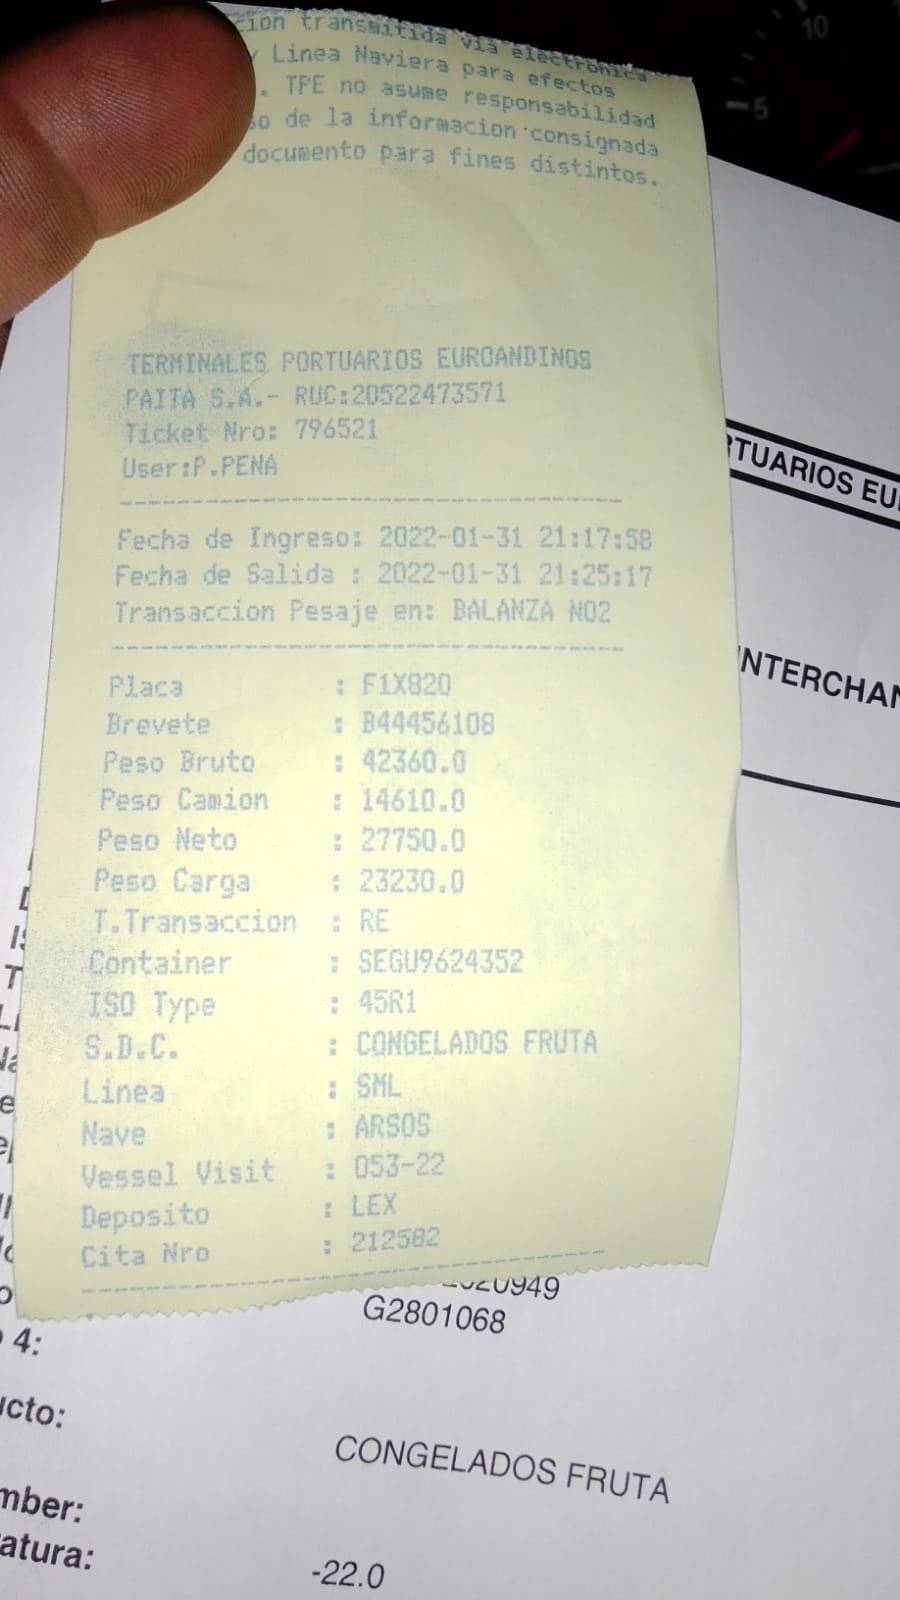 cion transmitida via electronica
y Linea Naviera para efectos
. TPE no asume responsabilidad
so de la informacion consignada
documento para fines distintos.
TERMINALES PORTUARIOS EUROANDINOS
PAITA S.A.- RUC:20522473571
Ticket Nro: 796521
User:P.PENA
Fecha de Ingreso: 2022-01-31 21:17:58
Fecha de Salida : 2022-01-31 21:25:17
Transaccion Pesaje en: BALANZA NO2
Placa : F1X820
Brevete : B44456108
Peso Bruto : 42360.0
Peso Camion : 14610.0
Peso Neto : 27750.0
Peso Carga : 23230.0
T.Transaccion : RE
Container : SEGU9624352
ISO Type : 45R1
S.D.C. : CONGELADOS FRUTA
Linea : SML
Nave : ARSOS
Vessel Visit : 053-22
Deposito : LEX
Cita Nro : 212582
RTUARIOS EU
INTERCHAN
20949
G2801068
4:
ucto:
CONGELADOS FRUTA
mber:
atura:
-22.0
10
5